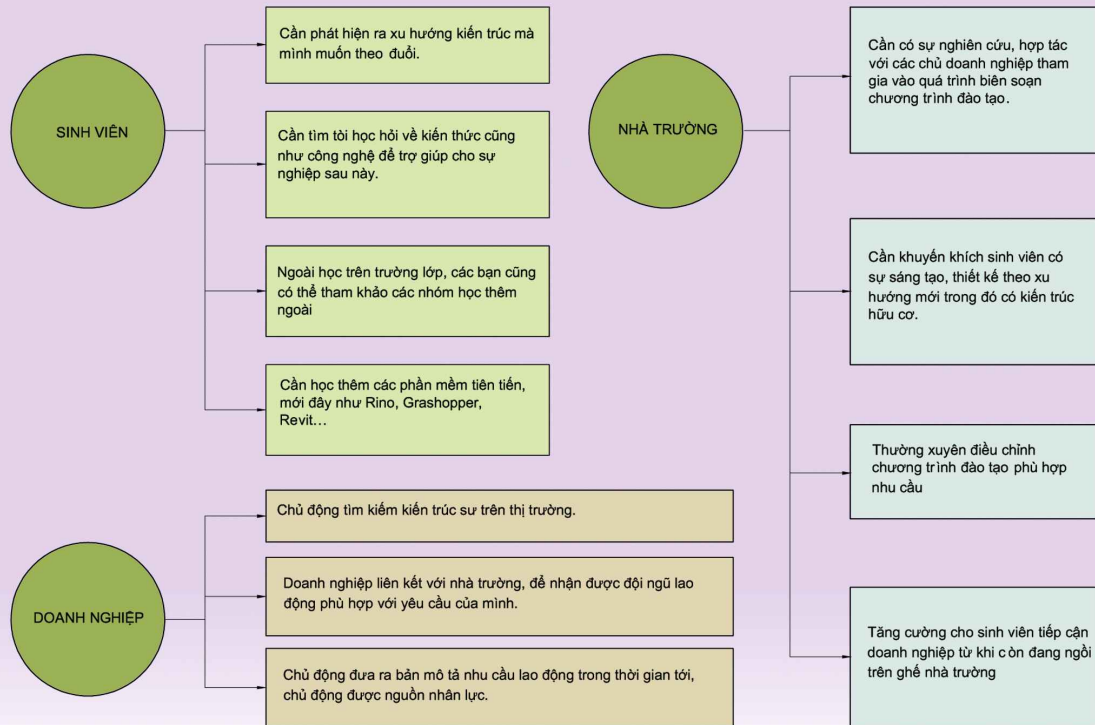 SINH VIÊN
Cần phát hiện ra xu hướng kiến trúc mà
mình muốn theo đuổi.
Cần tìm tòi học hỏi về kiến thức cũng
như công nghệ để trợ giúp cho sự
nghiệp sau này.
Ngoài học trên trường lớp, các bạn cũng
có thể tham khảo các nhóm học thêm
ngoài
Cần học thêm các phần mềm tiên tiến,
mới đây như Rino, Grashopper,
Revit...
DOANH NGHIỆP
Chủ động tìm kiếm kiến trúc sư trên thị trường.
Doanh nghiệp liên kết với nhà trường, để nhận được đội ngũ lao
động phù hợp với yêu cầu của mình.
Chủ động đưa ra bản mô tả nhu cầu lao động trong thời gian tới,
chủ động được nguồn nhân lực.
NHÀ TRƯỜNG
Cần có sự nghiên cứu, hợp tác
với các chủ doanh nghiệp tham
gia vào quá trình biên soạn
chương trình đào tạo.
Cần khuyến khích sinh viên có
sự sáng tạo, thiết kế theo xu
hướng mới trong đó có kiến trúc
hữu cơ.
Thường xuyên điều chỉnh
chương trình đào tạo phù hợp
nhu cầu
Tăng cường cho sinh viên tiếp cận
doanh nghiệp từ khi còn đang ngồi
trên ghế nhà trường